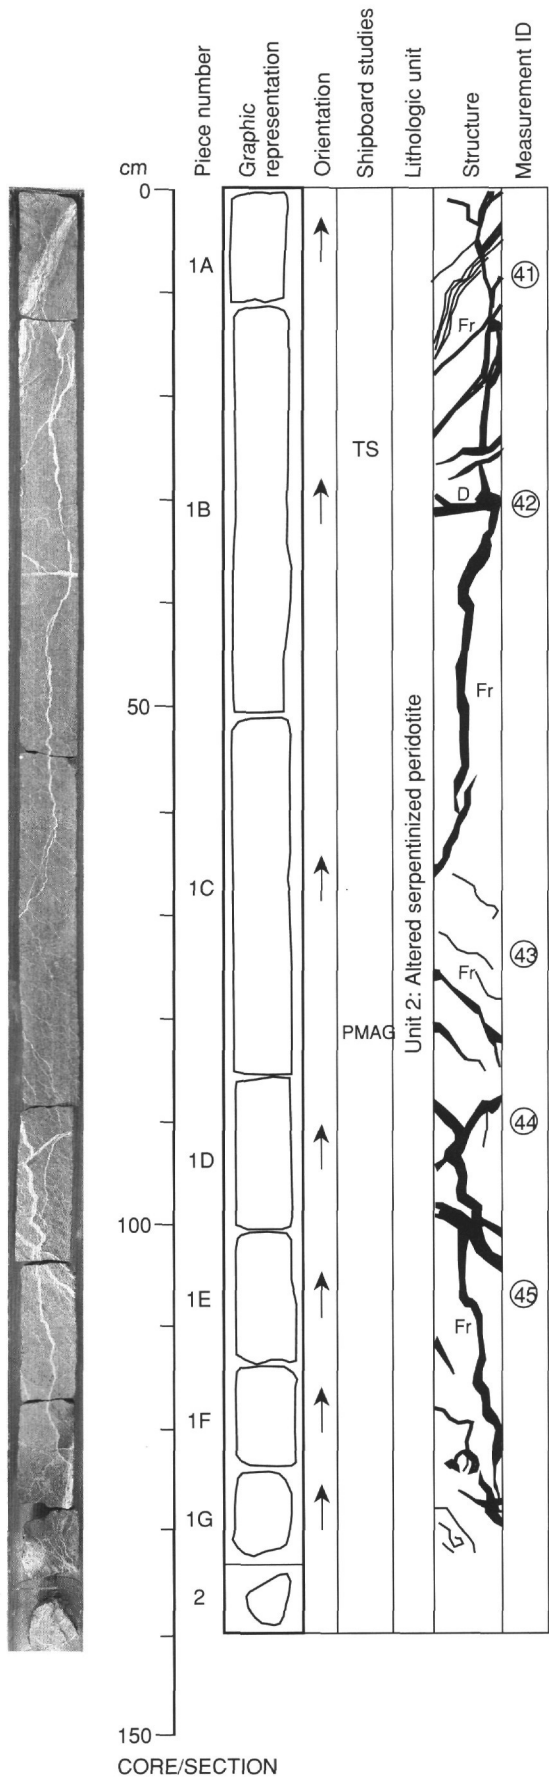 cm
Piece number
Graphic
representation
Orientation
Shipboard studies
Lithologic unit
Structure
Measurement ID
0
1A
41
Fr
TS
D
1B
42
50
Fr
Unit 2: Altered serpentinized peridotite
1C
43
Fr
PMAG
44
1D
100
1E
45
Fr
1F
1G
2
150
CORE/SECTION